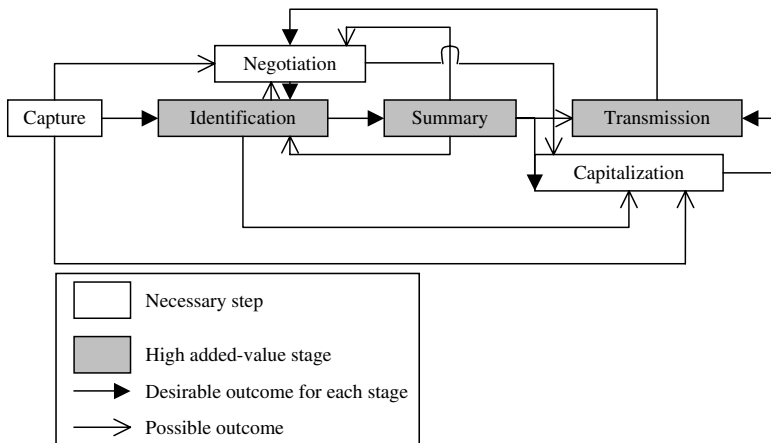 Negotiation
Capture
Identification
Summary
Transmission
Capitalization
Necessary step
High added-value stage
Desirable outcome for each stage
Possible outcome